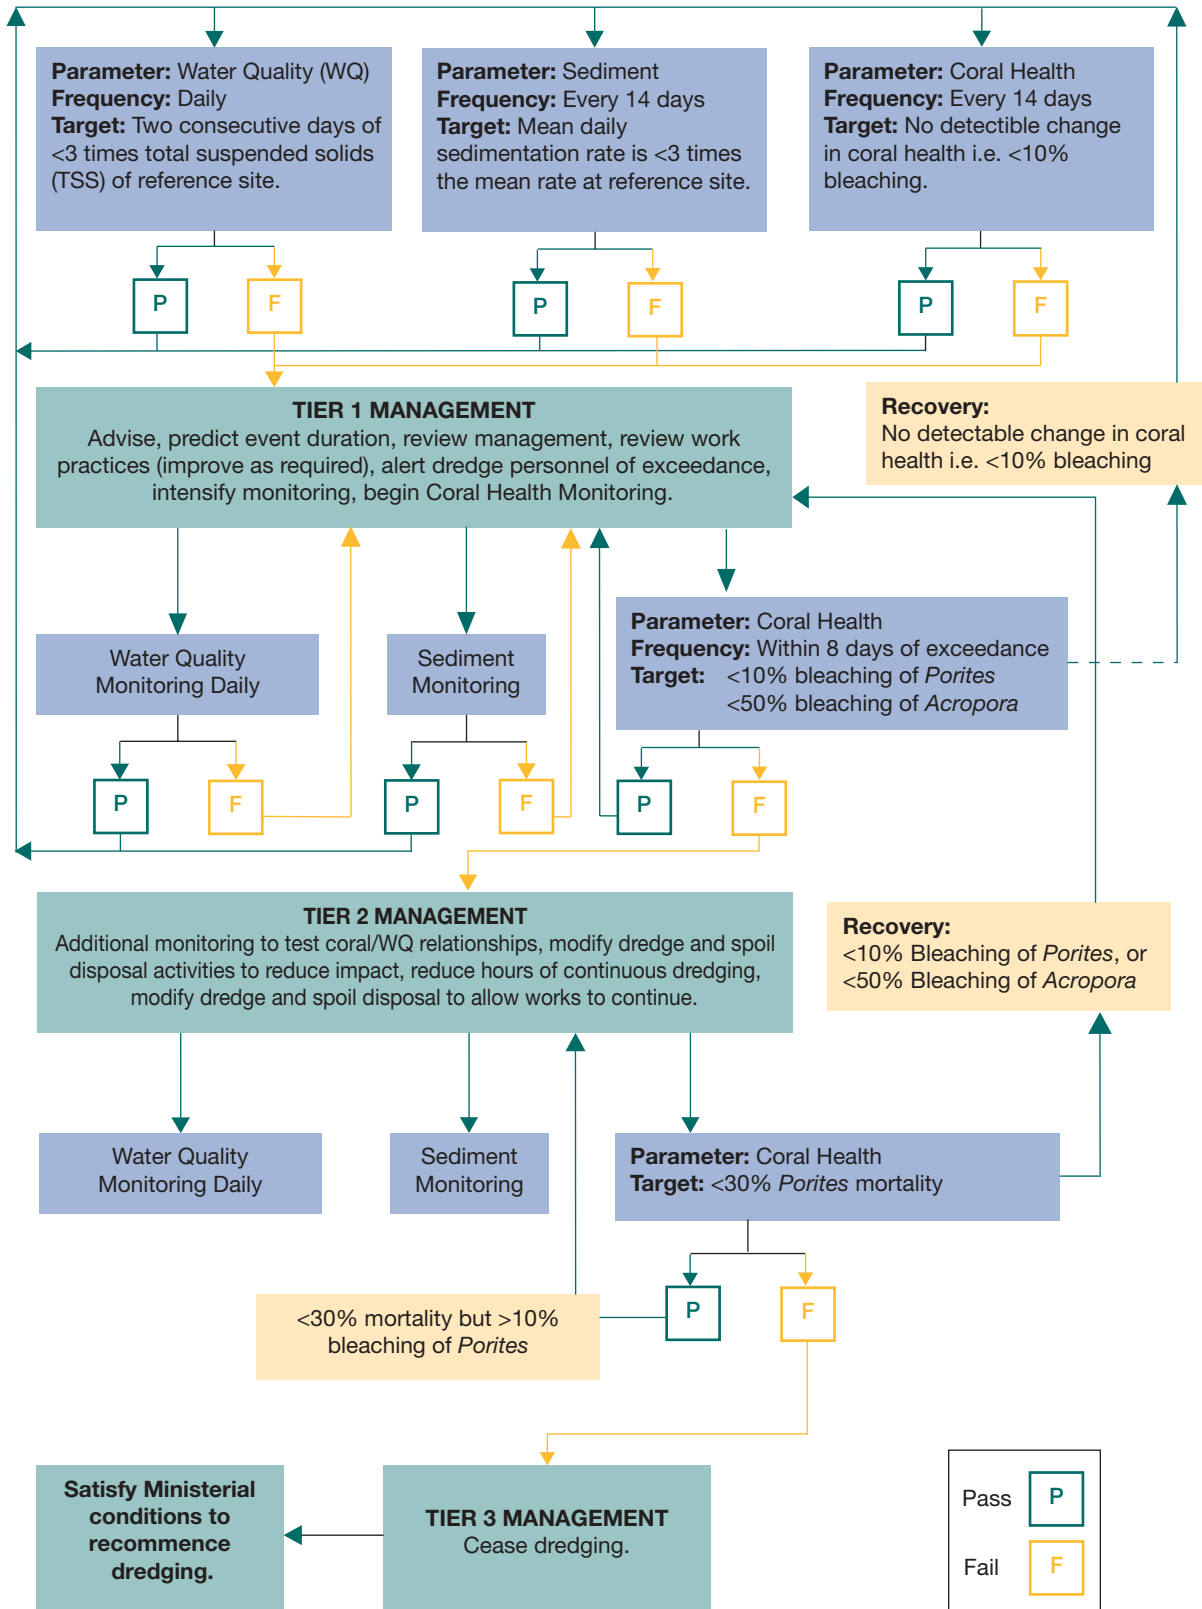 Parameter: Water Quality (WQ)
Frequency: Daily
Target: Two consecutive days of
<3 times total suspended solids
(TSS) of reference site.
Parameter: Sediment
Frequency: Every 14 days
Target: Mean daily
sedimentation rate is <3 times
the mean rate at reference site.
Parameter: Coral Health
Frequency: Every 14 days
Target: No detectible change
in coral health i.e. <10%
bleaching.
P
F
P
F
P
F
TIER 1 MANAGEMENT
Advise, predict event duration, review management, review work
practices (improve as required), alert dredge personnel of exceedance,
intensify monitoring, begin Coral Health Monitoring.
Recovery:
No detectable change in coral
health i.e. <10% bleaching
Water Quality
Monitoring Daily
Sediment
Monitoring
Parameter: Coral Health
Frequency: Within 8 days of exceedance
Target: <10% bleaching of Porites
<50% bleaching of Acropora
P
F
P
F
P
F
TIER 2 MANAGEMENT
Additional monitoring to test coral/WQ relationships, modify dredge and spoil
disposal activities to reduce impact, reduce hours of continuous dredging,
modify dredge and spoil disposal to allow works to continue.
Recovery:
<10% Bleaching of Porites, or
<50% Bleaching of Acropora
Water Quality
Monitoring Daily
Sediment
Monitoring
Parameter: Coral Health
Target: <30% Porites mortality
P
F
<30% mortality but >10%
bleaching of Porites
Satisfy Ministerial
conditions to
recommence
dredging.
TIER 3 MANAGEMENT
Cease dredging.
Pass P
Fail F